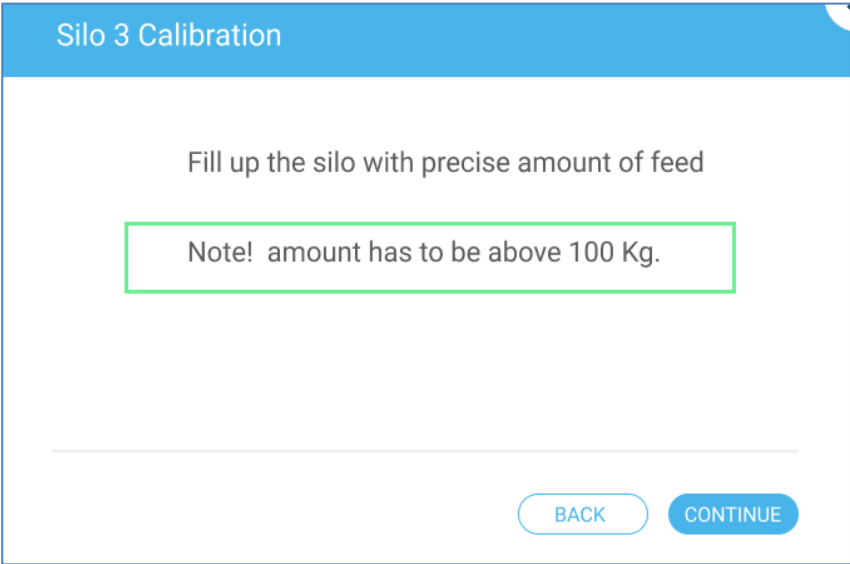 Silo 3 Calibration
Fill up the silo with precise amount of feed
Note!  amount has to be above 100 Kg.
BACK
CONTINUE